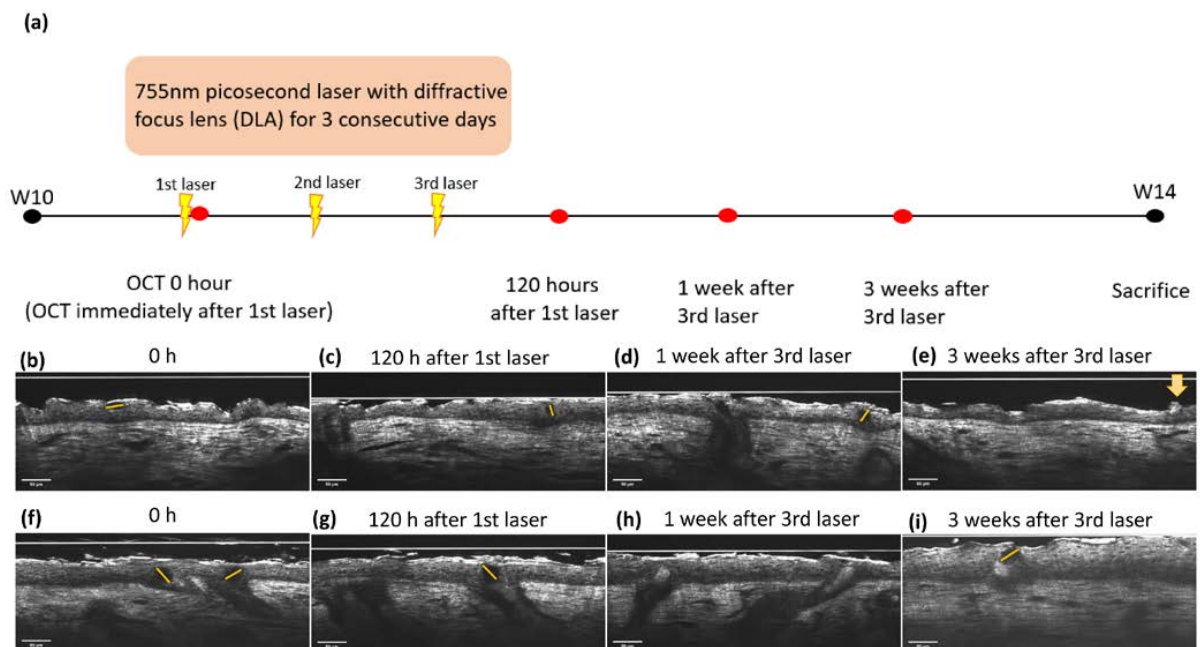 (a)
755nm picosecond laser with diffractive
focus lens (DLA) for 3 consecutive days
W10
1st laser
2nd laser
3rd laser
W14
OCT 0 hour
(OCT immediately after 1st laser)
120 hours
after 1st laser
1 week after
3rd laser
3 weeks after
3rd laser
Sacrifice
(b) 0 h
(c) 120 h after 1st laser
(d) 1 week after 3rd laser
(e) 3 weeks after 3rd laser
(f) 0 h
(g) 120 h after 1st laser
(h) 1 week after 3rd laser
(i) 3 weeks after 3rd laser